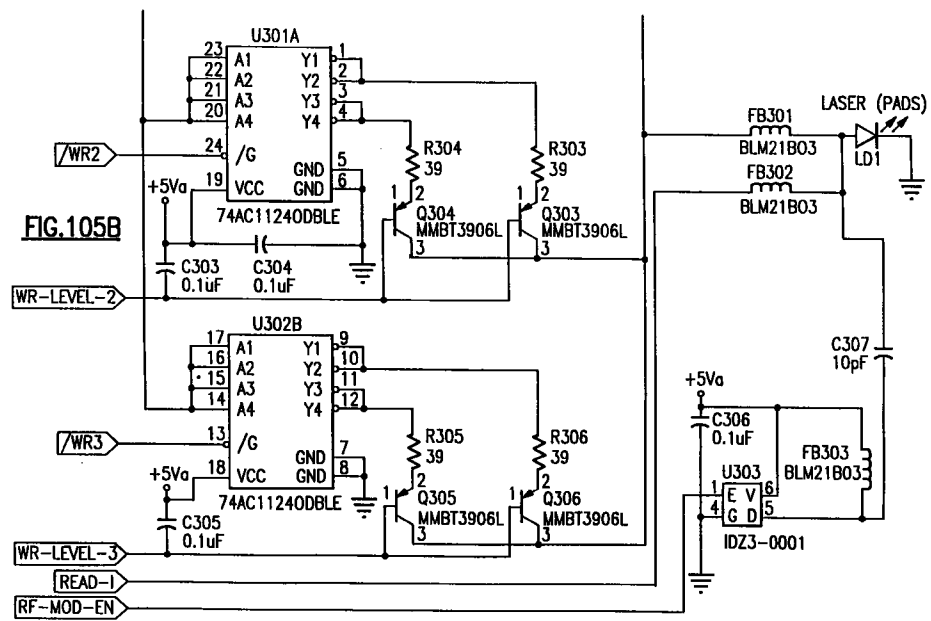 U301A
23 A1 Y1 1
22 A2 Y2 2
21 A3 Y3 3
20 A4 Y4 4
/WR2 24 /G
GND 5
GND 6
+5Va 19 VCC
74AC11240DBLE
FIG.105B
C303
0.1uF
C304
0.1uF
R304
39
R303
39
1 2
Q304
MMBT3906L
3
1 2
Q303
MMBT3906L
3
WR-LEVEL-2
FB301
BLM21B03
FB302
BLM21B03
LASER (PADS)
LD1
U302B
17 A1 Y1 9
16 A2 Y2 10
15 A3 Y3 11
14 A4 Y4 12
/WR3 13 /G
GND 7
GND 8
+5Va 18 VCC
74AC11240DBLE
C305
0.1uF
R305
39
R306
39
1 2
Q305
MMBT3906L
3
1 2
Q306
MMBT3906L
3
C307
10pF
+5Va
C306
0.1uF
FB303
BLM21B03
U303
1 E V 6
4 G D 5
IDZ3-0001
WR-LEVEL-3
READ-I
RF-MOD-EN